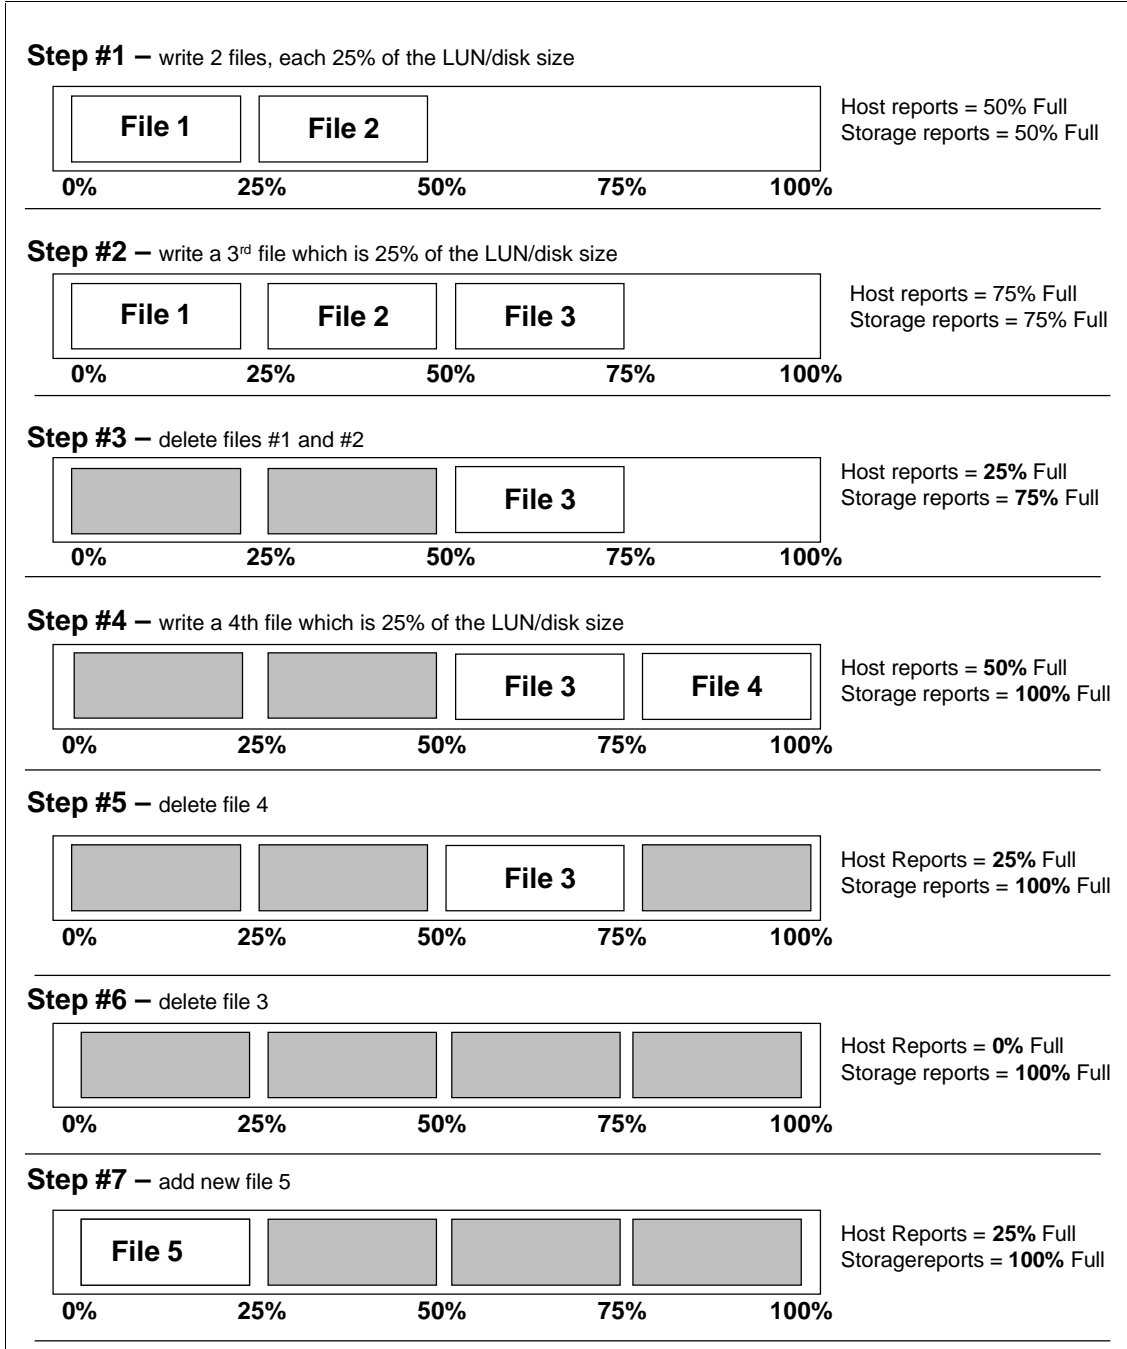 Step #1 – write 2 files, each 25% of the LUN/disk size
File 1 File 2
Host reports = 50% Full
Storage reports = 50% Full
0% 25% 50% 75% 100%
Step #2 – write a 3rd file which is 25% of the LUN/disk size
File 1 File 2 File 3
Host reports = 75% Full
Storage reports = 75% Full
0% 25% 50% 75% 100%
Step #3 – delete files #1 and #2
File 3
Host reports = 25% Full
Storage reports = 75% Full
0% 25% 50% 75% 100%
Step #4 – write a 4th file which is 25% of the LUN/disk size
File 3 File 4
Host reports = 50% Full
Storage reports = 100% Full
0% 25% 50% 75% 100%
Step #5 – delete file 4
File 3
Host Reports = 25% Full
Storage reports = 100% Full
0% 25% 50% 75% 100%
Step #6 – delete file 3
Host Reports = 0% Full
Storage reports = 100% Full
0% 25% 50% 75% 100%
Step #7 – add new file 5
File 5
Host Reports = 25% Full
Storagereports = 100% Full
0% 25% 50% 75% 100%